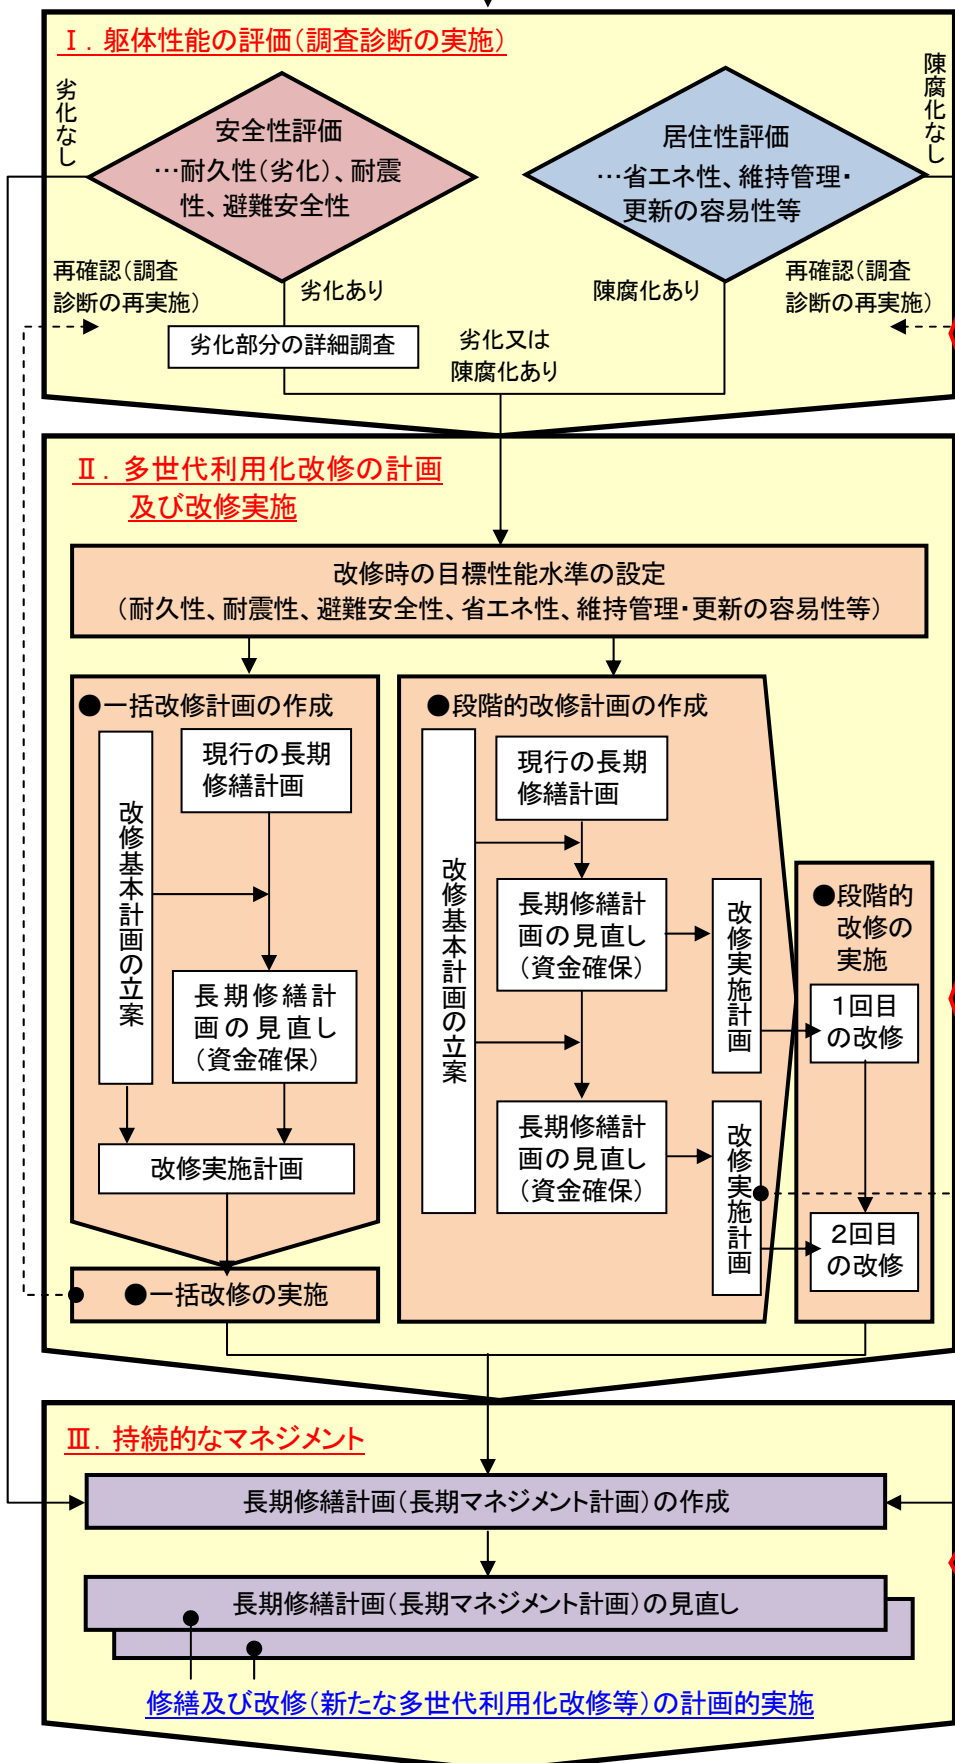 Ⅰ．躯体性能の評価（調査診断の実施）
劣化なし
安全性評価
…耐久性（劣化）、耐震
性、避難安全性
居住性評価
…省エネ性、維持管理・
更新の容易性等
陳腐化なし
再確認（調査
診断の再実施）
劣化あり
陳腐化あり
再確認（調査
診断の再実施）
劣化部分の詳細調査
劣化又は
陳腐化あり
Ⅱ．多世代利用化改修の計画
及び改修実施
改修時の目標性能水準の設定
（耐久性、耐震性、避難安全性、省エネ性、維持管理・更新の容易性等）
●一括改修計画の作成
改修基本計画の立案
現行の長期
修繕計画
長期修繕計
画の見直し
（資金確保）
改修実施計画
●一括改修の実施
●段階的改修計画の作成
改修基本計画の立案
現行の長期
修繕計画
長期修繕計
画の見直し
（資金確保）
改修実施計画
長期修繕計
画の見直し
（資金確保）
改修実施計画
●段階的
改修の
実施
１回目
の改修
２回目
の改修
Ⅲ．持続的なマネジメント
長期修繕計画（長期マネジメント計画）の作成
長期修繕計画（長期マネジメント計画）の見直し
修繕及び改修（新たな多世代利用化改修等）の計画的実施